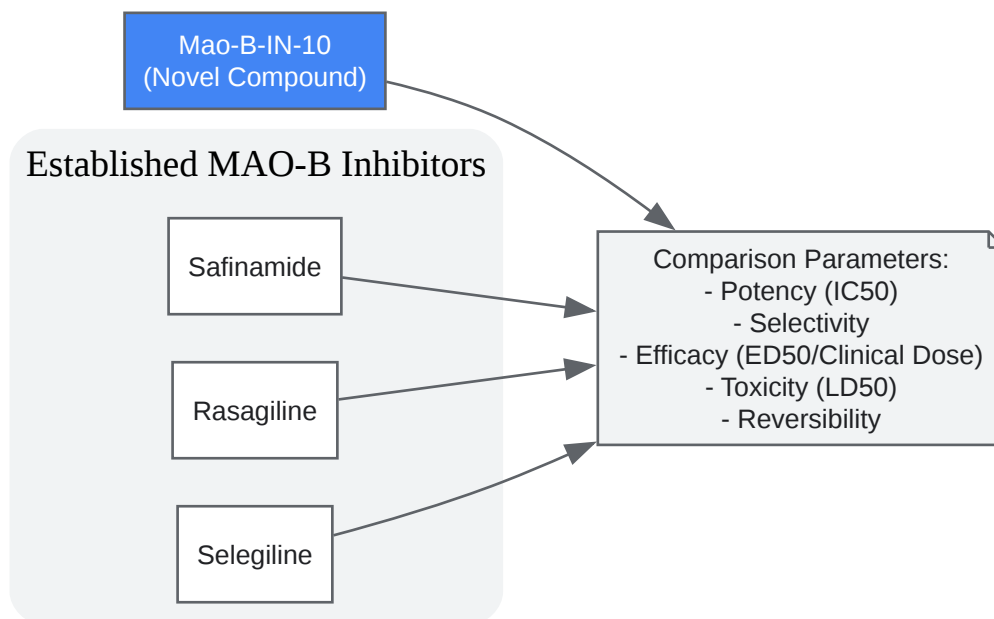 Mao-B-IN-10
(Novel Compound)
Established MAO-B Inhibitors
Safinamide
Rasagiline
Selegiline
Comparison Parameters:
- Potency (IC50)
- Selectivity
- Efficacy (ED50/Clinical Dose)
- Toxicity (LD50)
- Reversibility